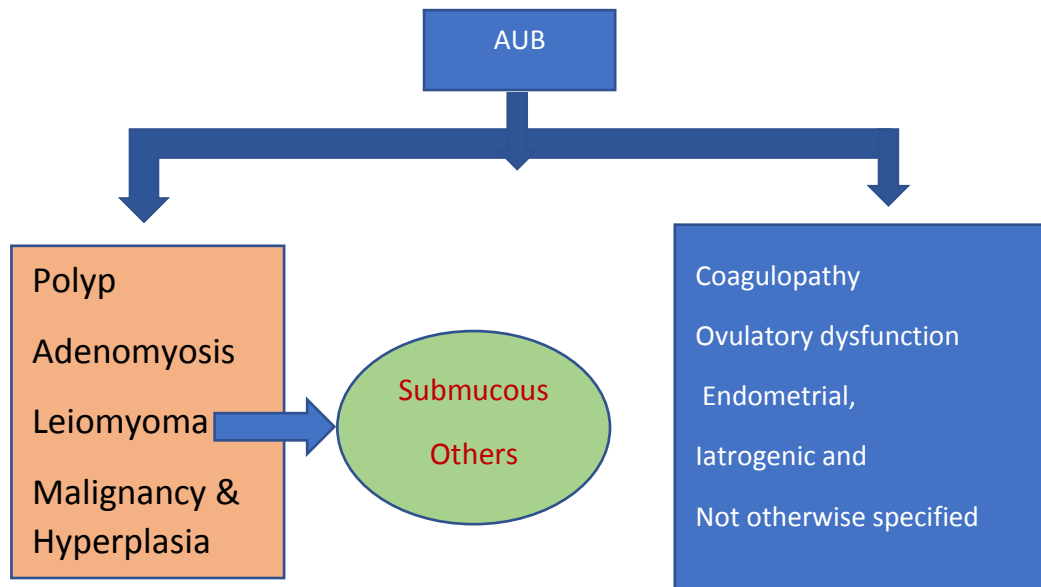 AUB
Polyp
Adenomyosis
Leiomyoma
Malignancy &
Hyperplasia
Submucous
Others
Coagulopathy
Ovulatory dysfunction
Endometrial,
Iatrogenic and
Not otherwise specified